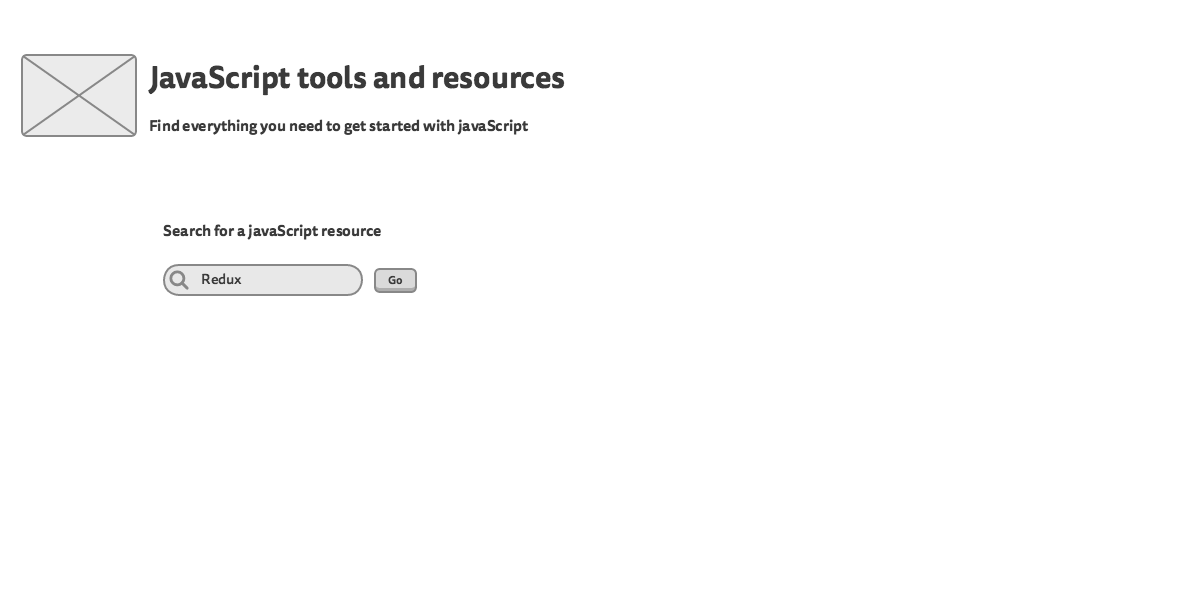 JavaScript tools and resources
Find everything you need to get started with javaScript
Search for a javaScript resource
Redux
Go